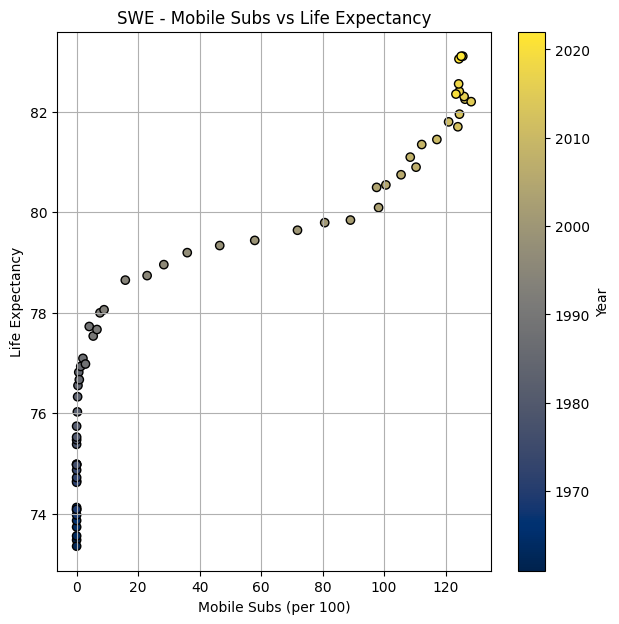 SWE - Mobile Subs vs Life Expectancy
Life Expectancy
82
80
78
76
74
0 20 40 60 80 100 120
Mobile Subs (per 100)
2020
2010
2000
1990
1980
1970
Year